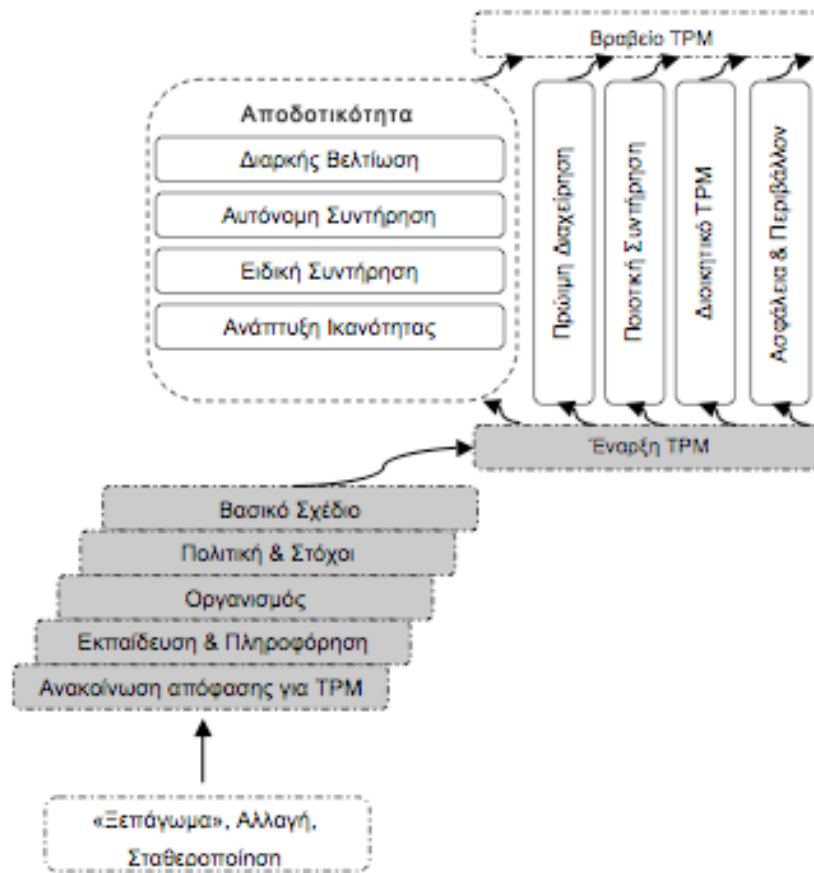 Βραβείο TPM
Αποδοτικότητα
Διαρκής Βελτίωση
Αυτόνομη Συντήρηση
Ειδική Συντήρηση
Ανάπτυξη Ικανότητας
Πρώιμη Διαχείρηση
Ποιοτική Συντήρηση
Διοικητικό TPM
Ασφάλεια & Περιβάλλον
Έναρξη TPM
Βασικό Σχέδιο
Πολιτική & Στόχοι
Οργανισμός
Εκπαίδευση & Πληροφόρηση
Ανακοίνωση απόφασης για TPM
«Ξεπάγωμα», Αλλαγή,
Σταθεροποίηση